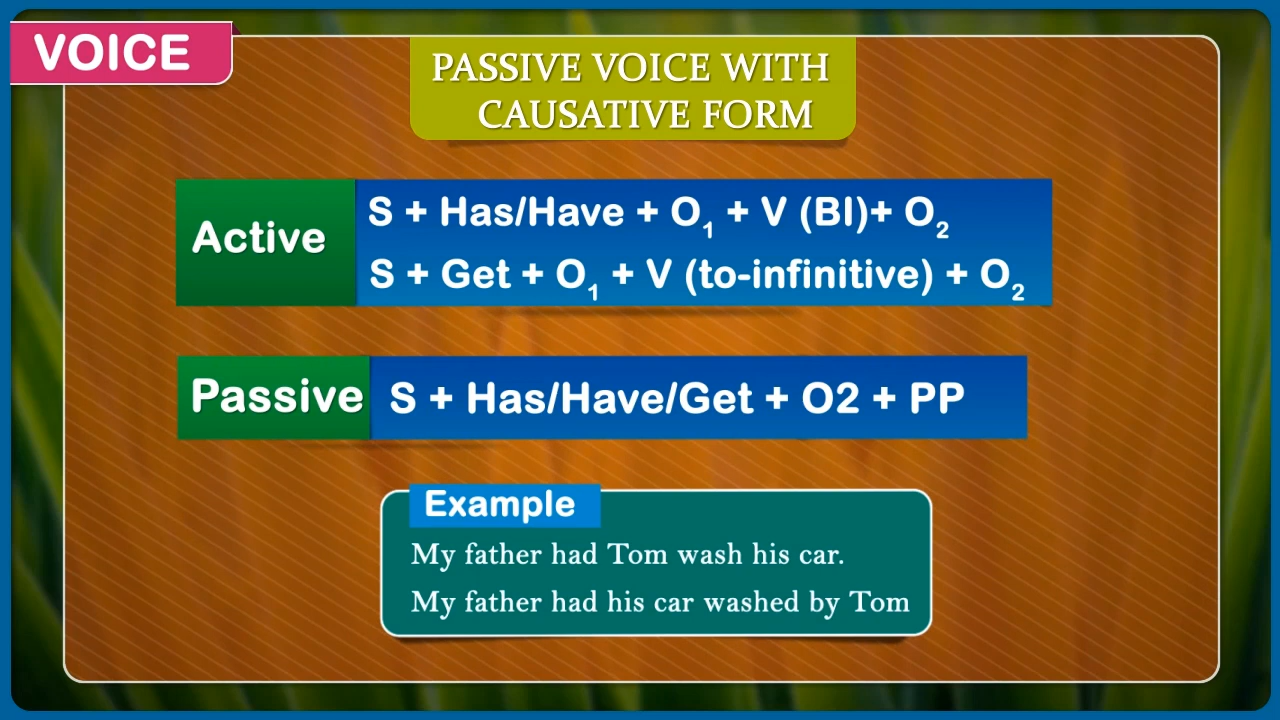 VOICE
PASSIVE VOICE WITH
CAUSATIVE FORM
Active
S + Has/Have + O₁ + V (BI)+ O₂
S + Get + O₁ + V (to-infinitive) + O₂
Passive
S + Has/Have/Get + O2 + PP
Example
My father had Tom wash his car.
My father had his car washed by Tom